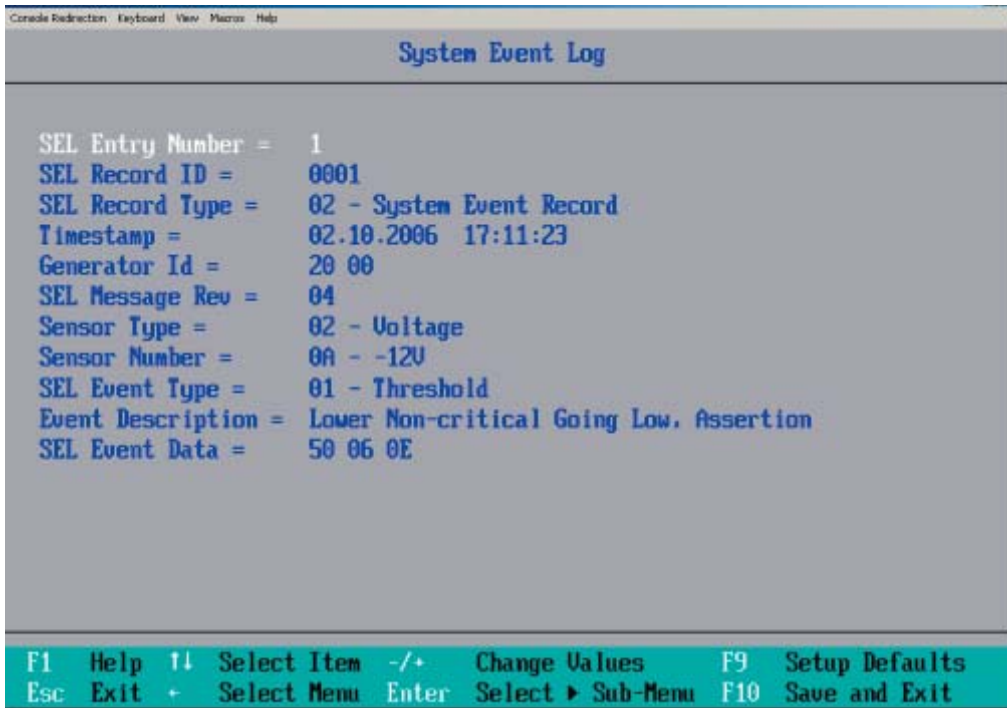 Console Redirection Keyboard View Macros Help
System Event Log
SEL Entry Number = 1
SEL Record ID = 0001
SEL Record Type = 02 - System Event Record
Timestamp = 02.10.2006 17:11:23
Generator Id = 20 00
SEL Message Rev = 04
Sensor Type = 02 - Voltage
Sensor Number = 0A - -12V
SEL Event Type = 01 - Threshold
Event Description = Lower Non-critical Going Low, Assertion
SEL Event Data = 50 06 0E
F1 Help ↑↓ Select Item -/+ Change Values F9 Setup Defaults
Esc Exit ← Select Menu Enter Select ▶ Sub-Menu F10 Save and Exit